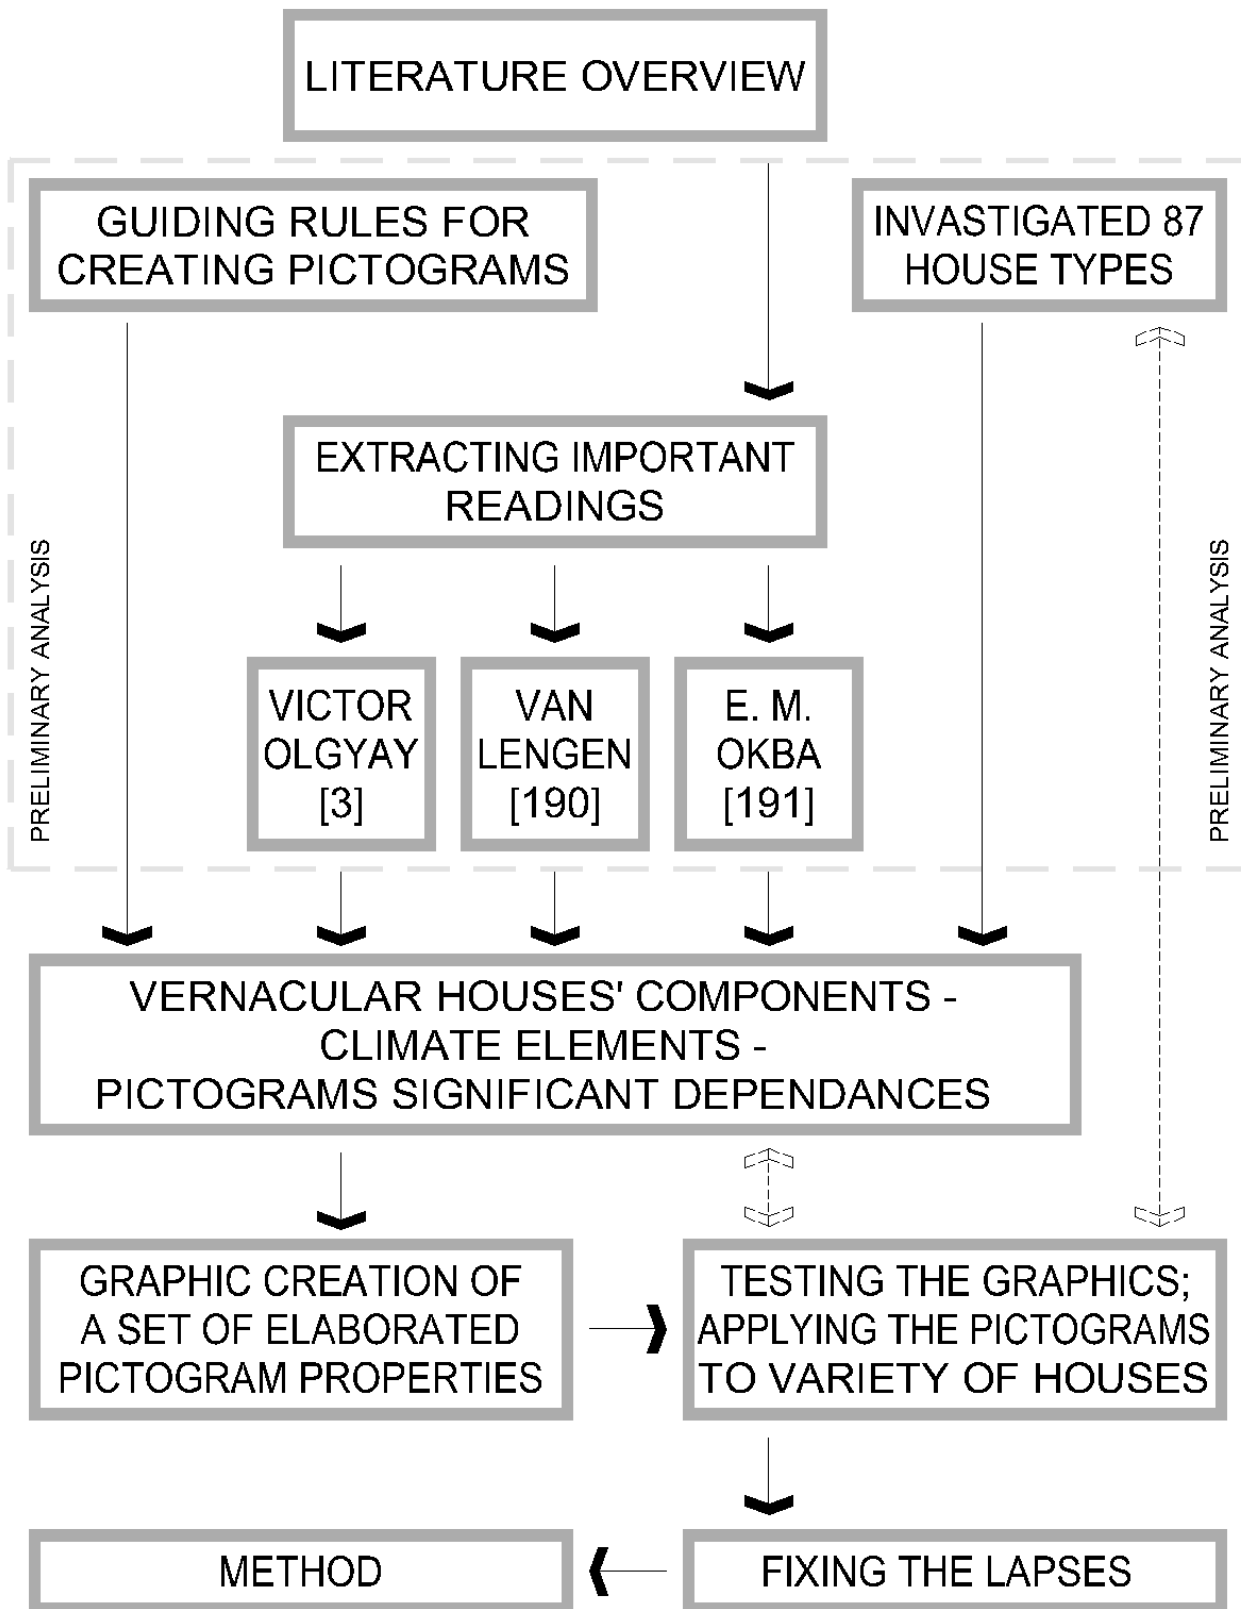 LITERATURE OVERVIEW
GUIDING RULES FOR
CREATING PICTOGRAMS
INVASTIGATED 87
HOUSE TYPES
EXTRACTING IMPORTANT
READINGS
PRELIMINARY ANALYSIS
PRELIMINARY ANALYSIS
VICTOR
OLGYAY
[3]
VAN
LENGEN
[190]
E. M.
OKBA
[191]
VERNACULAR HOUSES' COMPONENTS -
CLIMATE ELEMENTS -
PICTOGRAMS SIGNIFICANT DEPENDANCES
GRAPHIC CREATION OF
A SET OF ELABORATED
PICTOGRAM PROPERTIES
TESTING THE GRAPHICS;
APPLYING THE PICTOGRAMS
TO VARIETY OF HOUSES
METHOD
FIXING THE LAPSES